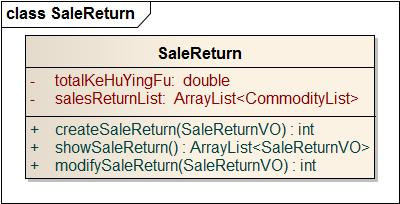 class SaleReturn
SaleReturn
- totalKeHuYingFu: double
- salesReturnList: ArrayList<CommodityList>
+ createSaleReturn(SaleReturnVO) : int
+ showSaleReturn() : ArrayList<SaleReturnVO>
+ modifySaleReturn(SaleReturnVO) : int